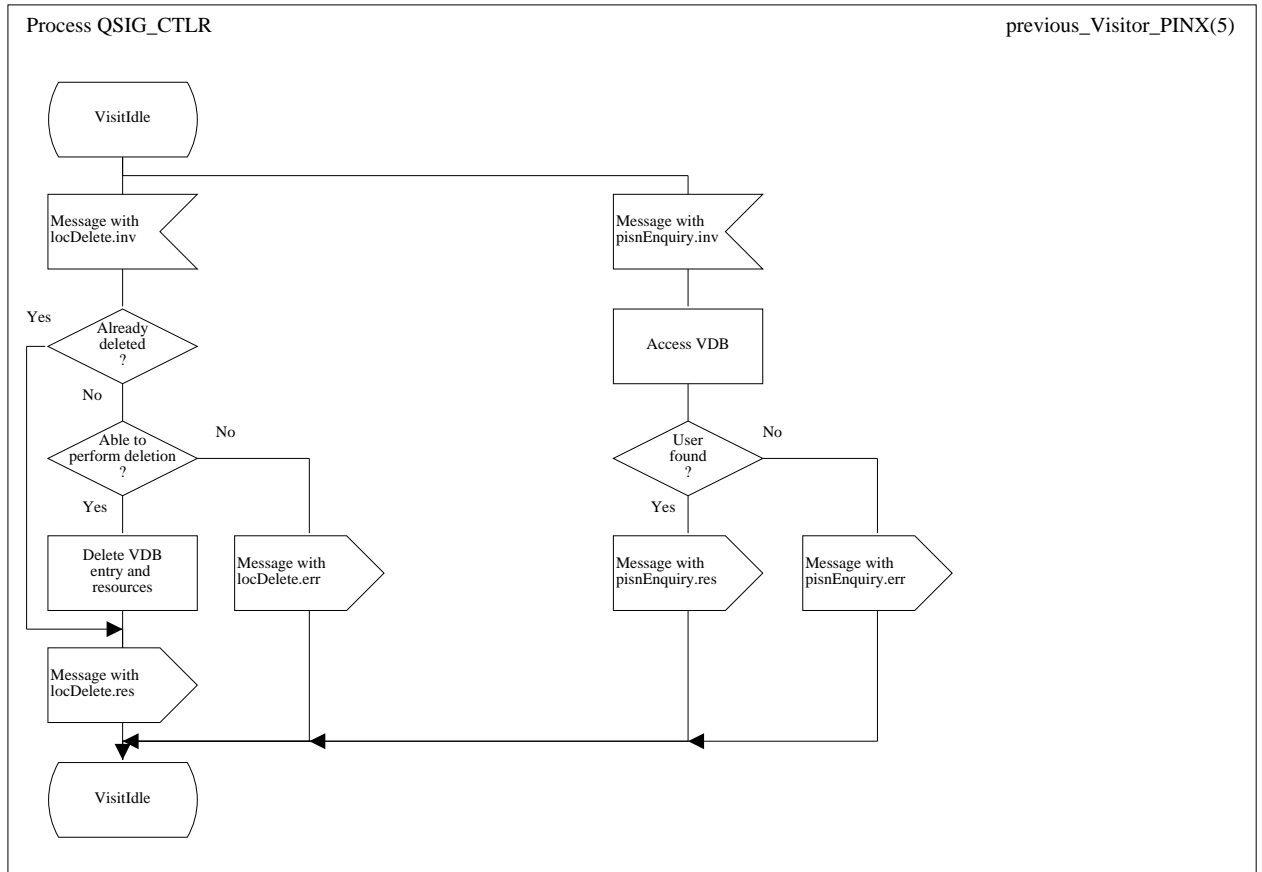 Process QSIG_CTLR
previous_Visitor_PINX(5)
VisitIdle
Message with
locDelete.inv
Message with
pisnEnquiry.inv
Yes
Already
deleted
?
Access VDB
No
Able to
perform deletion
?
No
User
found
?
No
Yes
Yes
Delete VDB
entry and
resources
Message with
locDelete.err
Message with
pisnEnquiry.res
Message with
pisnEnquiry.err
Message with
locDelete.res
VisitIdle